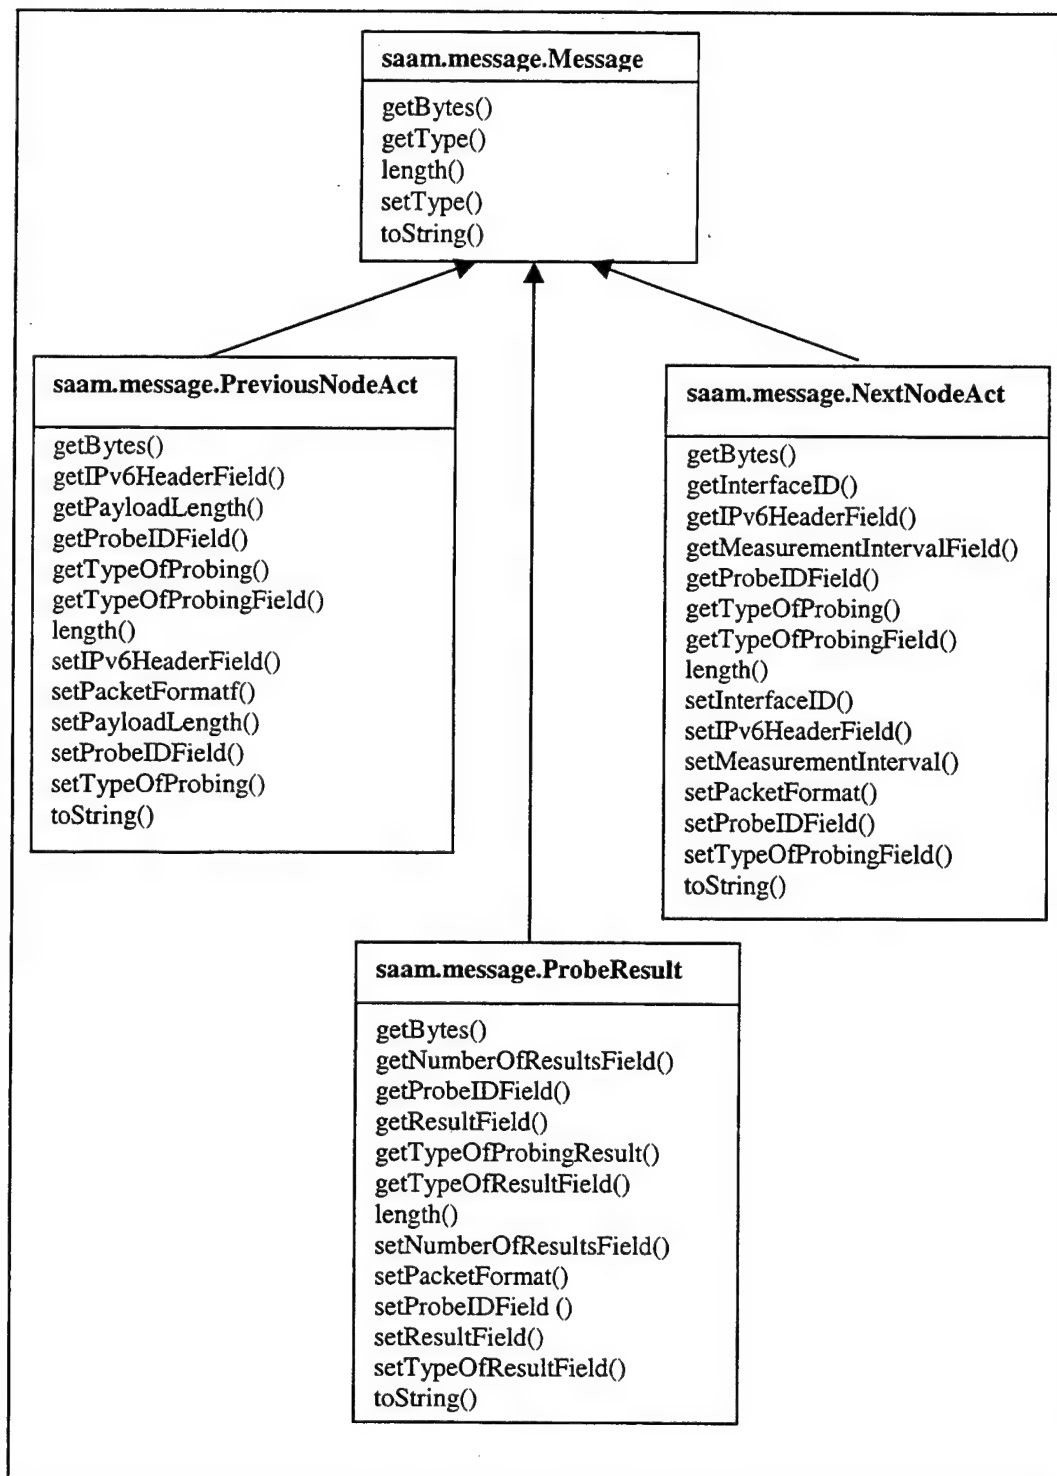 saam.message.Message
getBytes()
getType()
length()
setType()
toString()
saam.message.PreviousNodeAct
getBytes()
getIPv6HeaderField()
getPayloadLength()
getProbeIDField()
getTypeOfProbing()
getTypeOfProbingField()
length()
setIPv6HeaderField()
setPacketFormatf()
setPayloadLength()
setProbeIDField()
setTypeOfProbing()
toString()
saam.message.NextNodeAct
getBytes()
getInterfaceID()
getIPv6HeaderField()
getMeasurementIntervalField()
getProbeIDField()
getTypeOfProbing()
getTypeOfProbingField()
length()
setInterfaceID()
setIPv6HeaderField()
setMeasurementInterval()
setPacketFormat()
setProbeIDField()
setTypeOfProbingField()
toString()
saam.message.ProbeResult
getBytes()
getNumberOfResultsField()
getProbeIDField()
getResultField()
getTypeOfProbingResult()
getTypeOfResultField()
length()
setNumberOfResultsField()
setPacketFormat()
setProbeIDField ()
setResultField()
setTypeOfResultField()
toString()